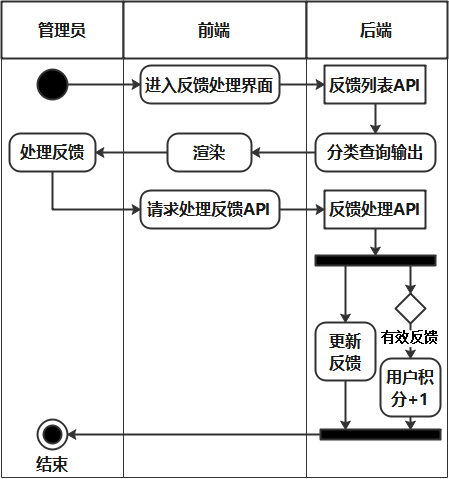 管理员
前端
后端
进入反馈处理界面
反馈列表API
处理反馈
渲染
分类查询输出
请求处理反馈API
反馈处理API
有效反馈
更新
反馈
用户积
分+1
结束